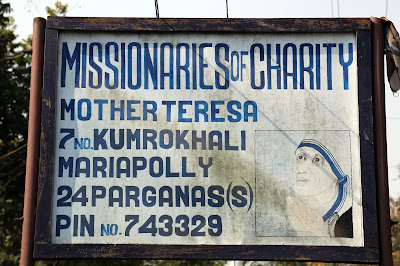 MISSIONARIES OF CHARITY
MOTHER TERESA
7 NO. KUMROKHALI
MARIAPOLLY
24 PARGANAS(S)
PIN NO. 743329